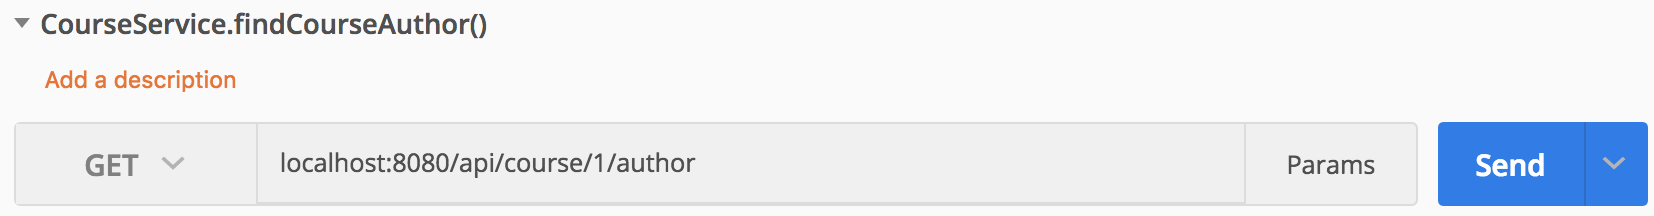 CourseService.findCourseAuthor()
Add a description
GET localhost:8080/api/course/1/author Params Send